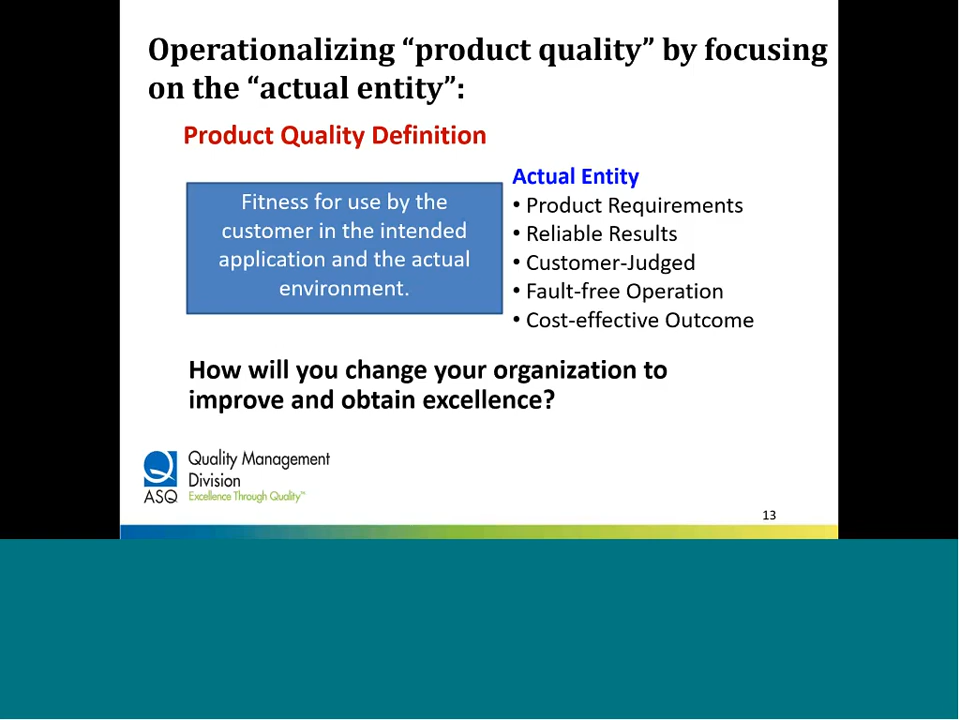 Operationalizing “product quality” by focusing
on the “actual entity”:
Product Quality Definition
Fitness for use by the
customer in the intended
application and the actual
environment.
Actual Entity
• Product Requirements
• Reliable Results
• Customer-Judged
• Fault-free Operation
• Cost-effective Outcome
How will you change your organization to
improve and obtain excellence?
ASQ
Quality Management
Division
Excellence Through Quality™
13